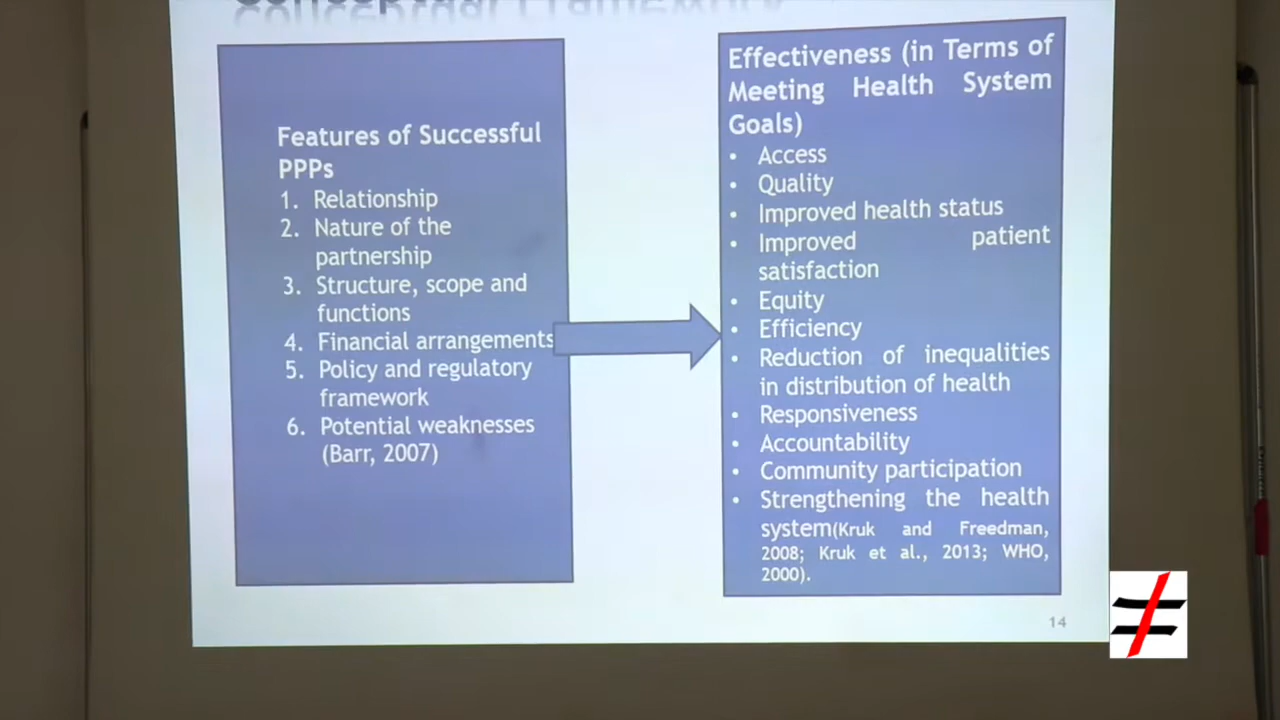 Conceptual Framework
Features of Successful
PPPs
1. Relationship
2. Nature of the
partnership
3. Structure, scope and
functions
4. Financial arrangements
5. Policy and regulatory
framework
6. Potential weaknesses
(Barr, 2007)
Effectiveness (in Terms of
Meeting Health System
Goals)
• Access
• Quality
• Improved health status
• Improved patient
satisfaction
• Equity
• Efficiency
• Reduction of inequalities
in distribution of health
• Responsiveness
• Accountability
• Community participation
• Strengthening the health
system(Kruk and Freedman,
2008; Kruk et al., 2013; WHO,
2000).
14